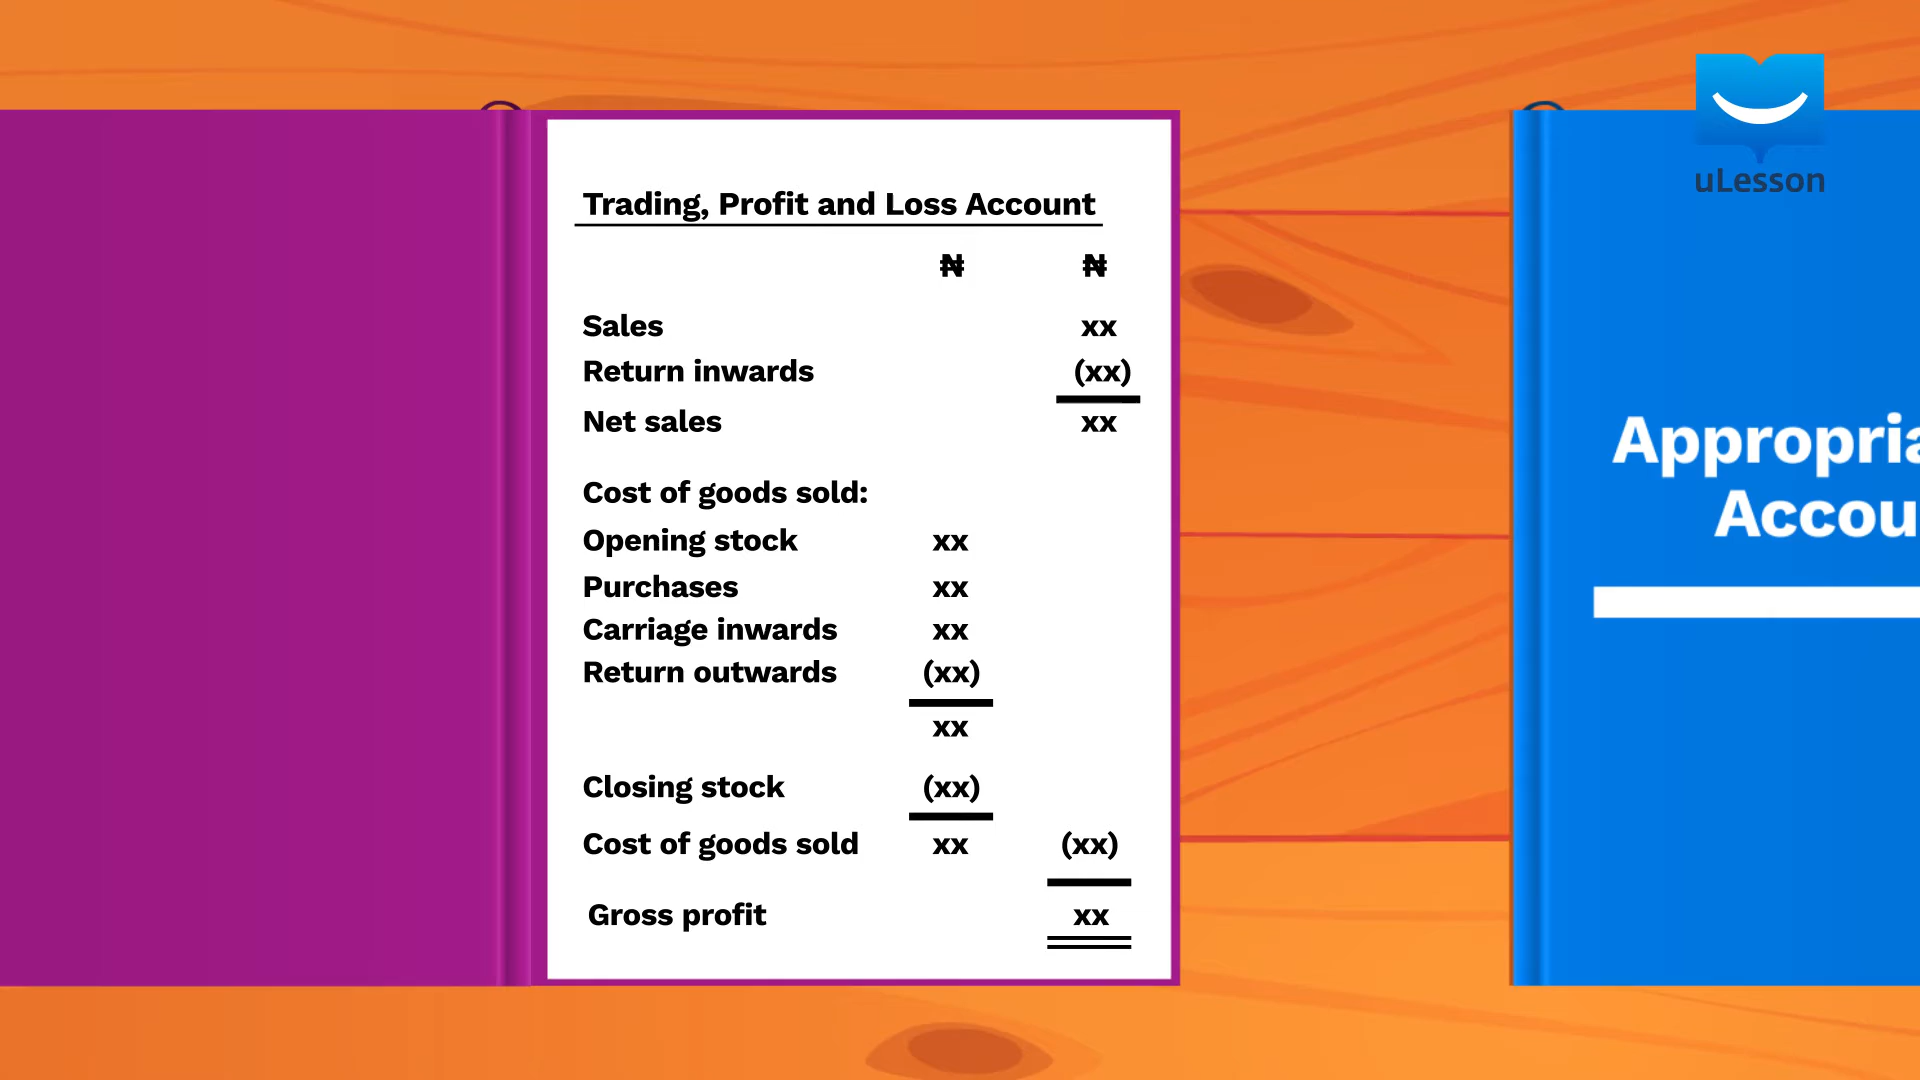 uLesson
Trading, Profit and Loss Account
₦ ₦
Sales xx
Return inwards (xx)
Net sales xx
Cost of goods sold:
Opening stock xx
Purchases xx
Carriage inwards xx
Return outwards (xx)
xx
Closing stock (xx)
Cost of goods sold xx (xx)
Gross profit xx
Appropria
Accou